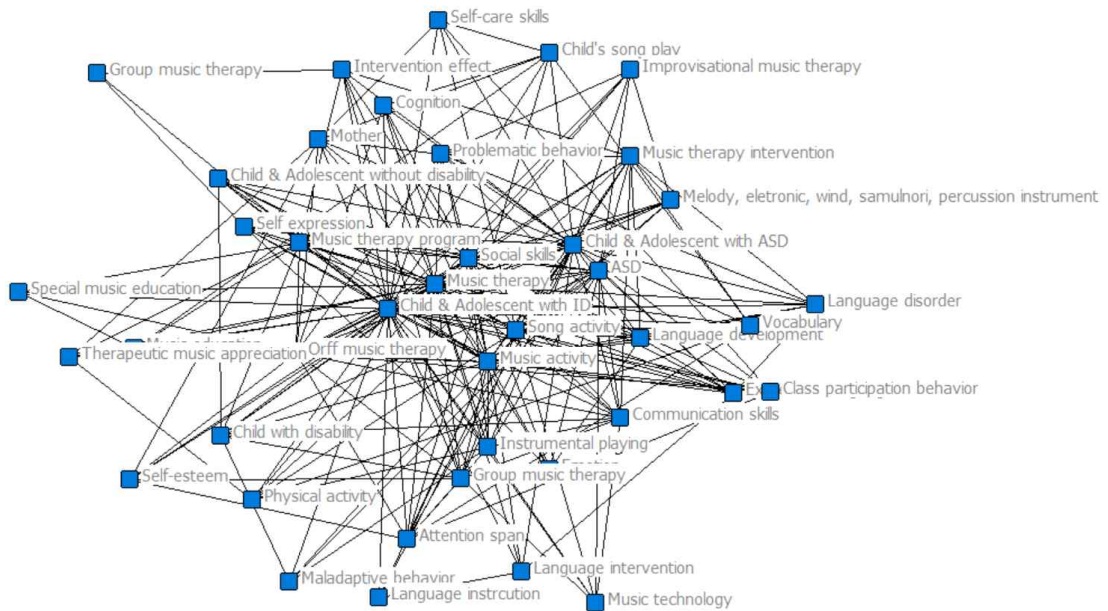 Self-care skills
Child's song play
Group music therapy
Intervention effect
Improvisational music therapy
Cognition
Mother
Problematic behavior
Music therapy intervention
Child & Adolescent without disability
Melody, eletronic, wind, samulnori, percussion instrument
Self expression
Music therapy program
Child & Adolescent with ASD
Social skills
ASD
Music therapy
Special music education
Child & Adolescent with ID
Language disorder
Song activity
Vocabulary
Language development
Music education
Therapeutic music appreciation
Orff music therapy
Music activity
Class participation behavior
Communication skills
Child with disability
Instrumental playing
Emotion
Self-esteem
Group music therapy
Physical activity
Attention span
Language intervention
Maladaptive behavior
Language instrcution
Music technology